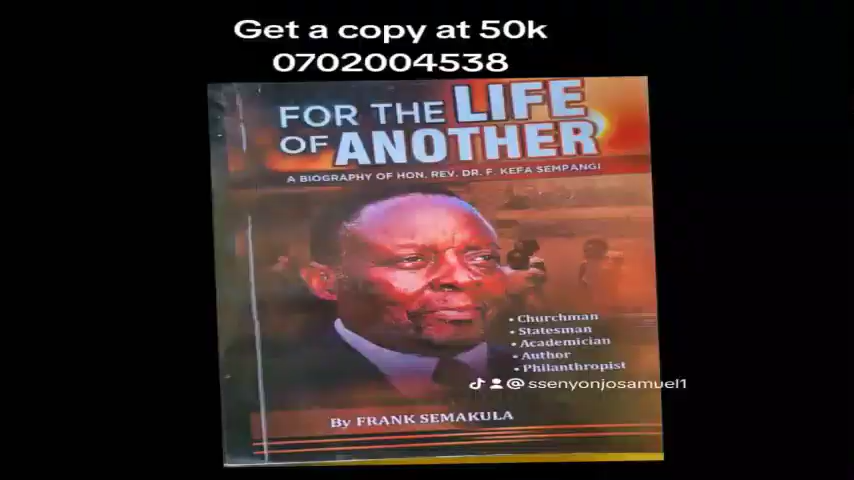 Get a copy at 50k
0702004538
FOR THE LIFE
OF ANOTHER
A BIOGRAPHY OF HON. REV. DR. F. KEFA SEMPANGI
• Churchman
• Statesman
• Academician
• Author
• Philanthropist
@ssenyonjosamuel1
By FRANK SEMAKULA